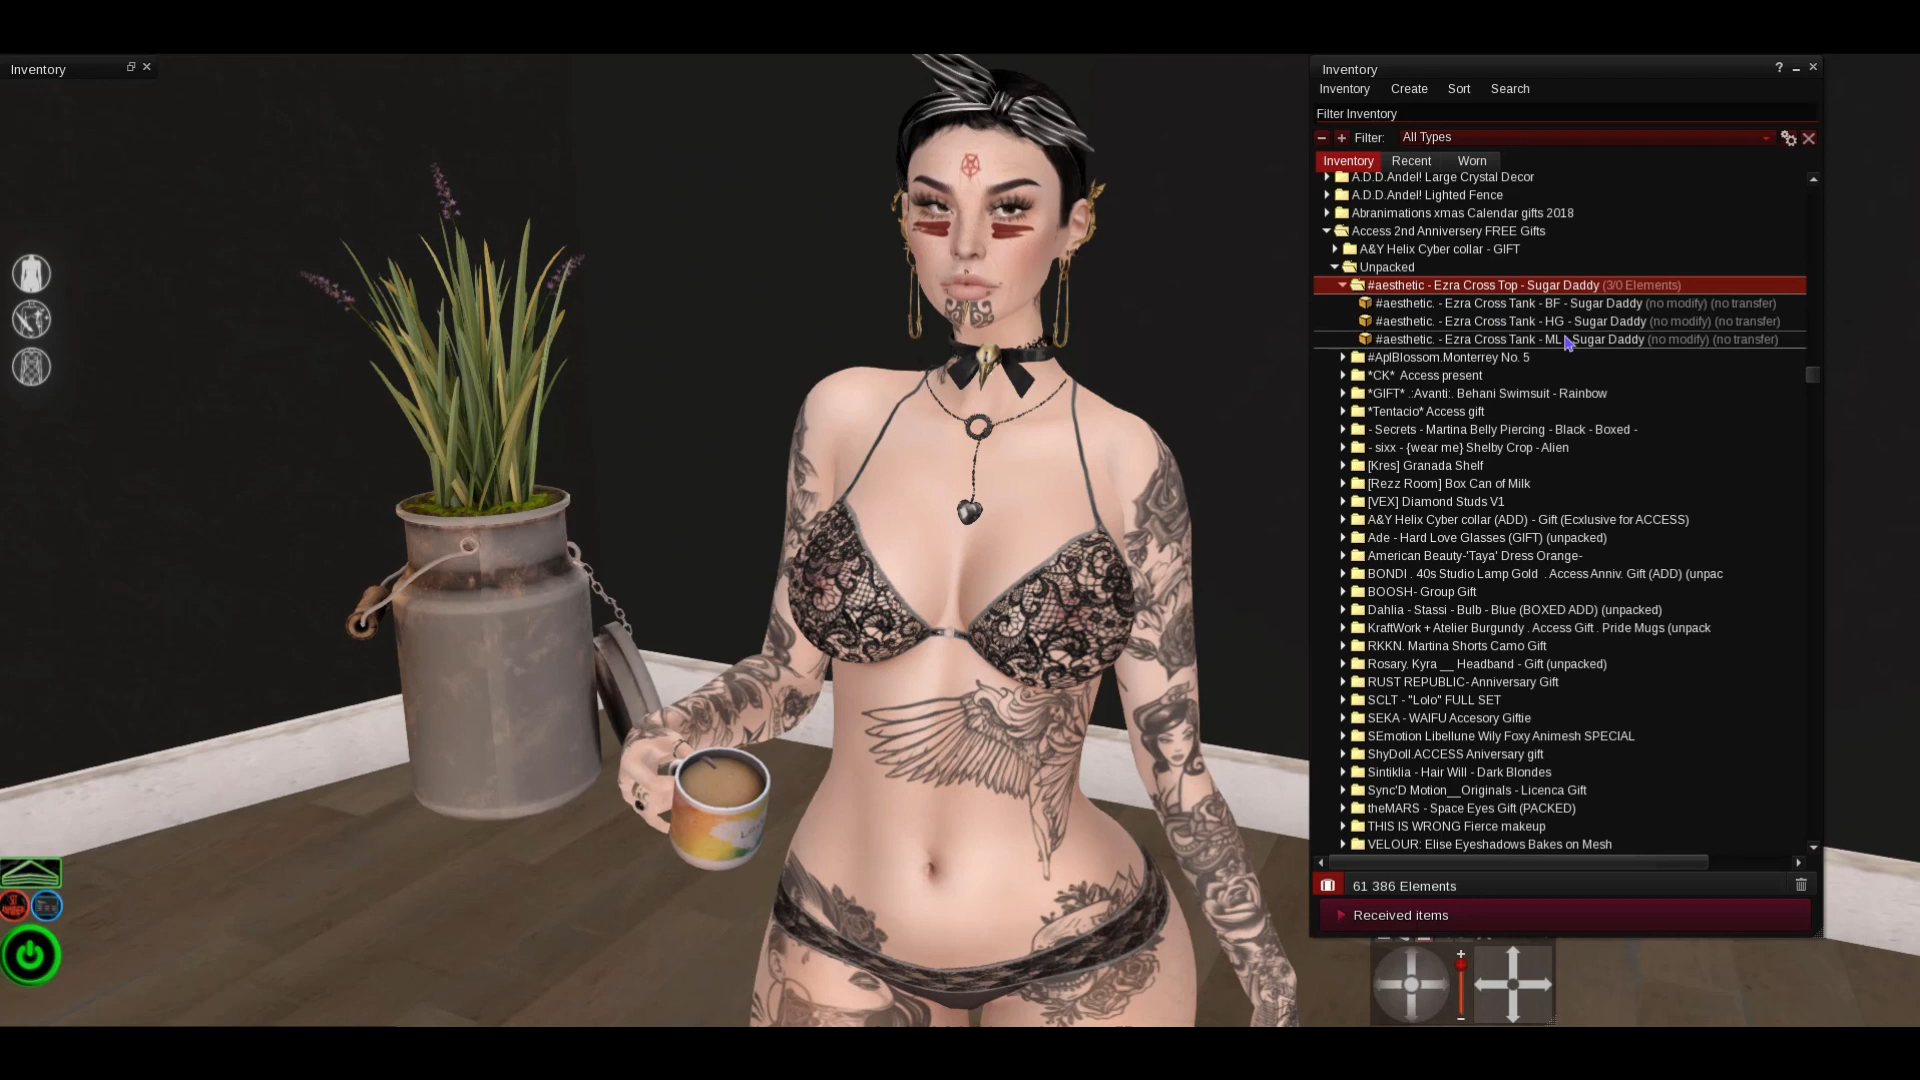 Inventory
Inventory
Inventory Create Sort Search
Filter Inventory
Filter: All Types
Inventory Recent Worn
A.D.D.Andel! Large Crystal Decor
A.D.D.Andel! Lighted Fence
Abranimations xmas Calendar gifts 2018
Access 2nd Anniversery FREE Gifts
A&Y Helix Cyber collar - GIFT
Unpacked
#aesthetic - Ezra Cross Top - Sugar Daddy (3/0 Elements)
#aesthetic. - Ezra Cross Tank - BF - Sugar Daddy (no modify) (no transfer)
#aesthetic. - Ezra Cross Tank - HG - Sugar Daddy (no modify) (no transfer)
#aesthetic. - Ezra Cross Tank - ML - Sugar Daddy (no modify) (no transfer)
#AplBlossom.Monterrey No. 5
*CK* Access present
*GIFT* .:Avanti:. Behani Swimsuit - Rainbow
*Tentacio* Access gift
- Secrets - Martina Belly Piercing - Black - Boxed -
- sixx - {wear me} Shelby Crop - Alien
[Kres] Granada Shelf
[Rezz Room] Box Can of Milk
[VEX] Diamond Studs V1
A&Y Helix Cyber collar (ADD) - Gift (Ecxlusive for ACCESS)
Ade - Hard Love Glasses (GIFT) (unpacked)
American Beauty-'Taya' Dress Orange-
BONDI . 40s Studio Lamp Gold . Access Anniv. Gift (ADD) (unpac
BOOSH- Group Gift
Dahlia - Stassi - Bulb - Blue (BOXED ADD) (unpacked)
KraftWork + Atelier Burgundy . Access Gift . Pride Mugs (unpack
RKKN. Martina Shorts Camo Gift
Rosary. Kyra __ Headband - Gift (unpacked)
RUST REPUBLIC- Anniversary Gift
SCLT - "Lolo" FULL SET
SEKA - WAIFU Accesory Giftie
SEmotion Libellune Wily Foxy Animesh SPECIAL
ShyDoll.ACCESS Aniversary gift
Sintiklia - Hair Will - Dark Blondes
Sync'D Motion__Originals - Licenca Gift
theMARS - Space Eyes Gift (PACKED)
THIS IS WRONG Fierce makeup
VELOUR: Elise Eyeshadows Bakes on Mesh
61 386 Elements
Received items